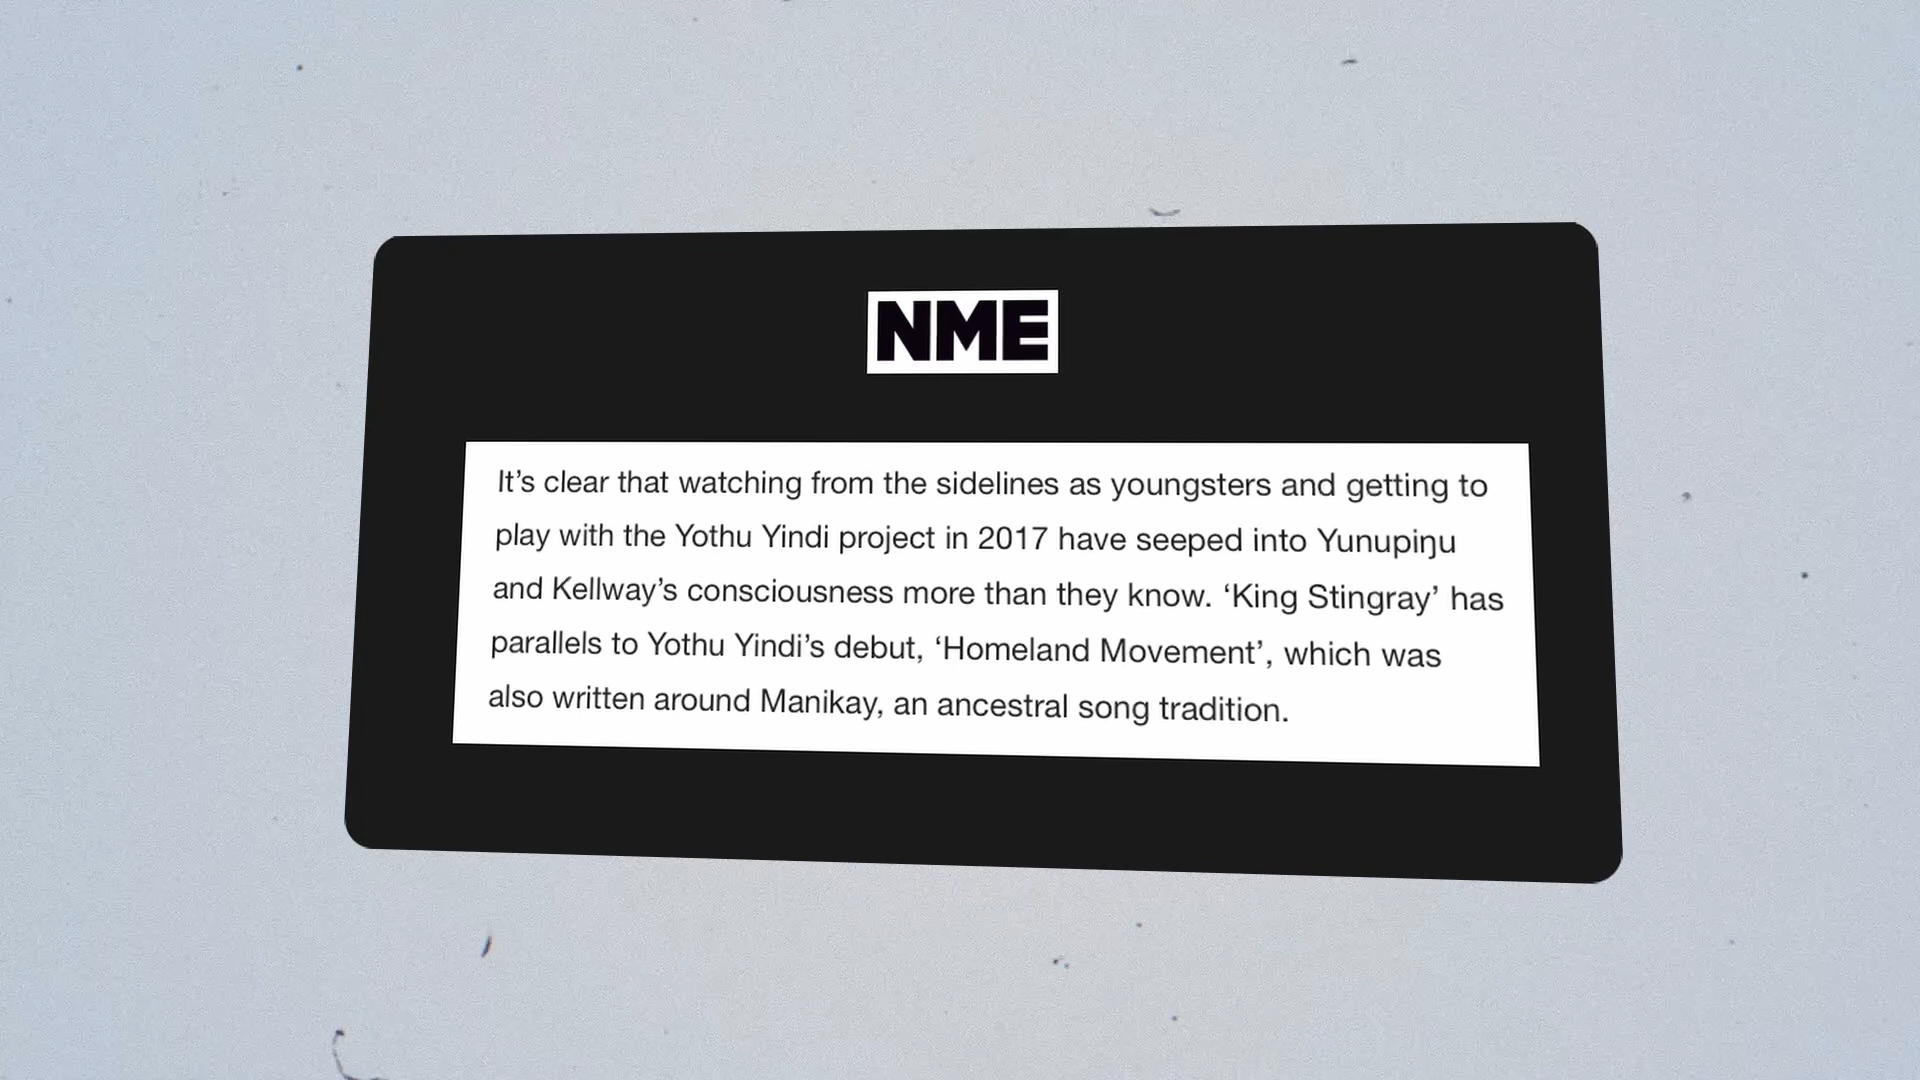 NME
It’s clear that watching from the sidelines as youngsters and getting to
play with the Yothu Yindi project in 2017 have seeped into Yunupiŋu
and Kellway’s consciousness more than they know. ‘King Stingray’ has
parallels to Yothu Yindi’s debut, ‘Homeland Movement’, which was
also written around Manikay, an ancestral song tradition.